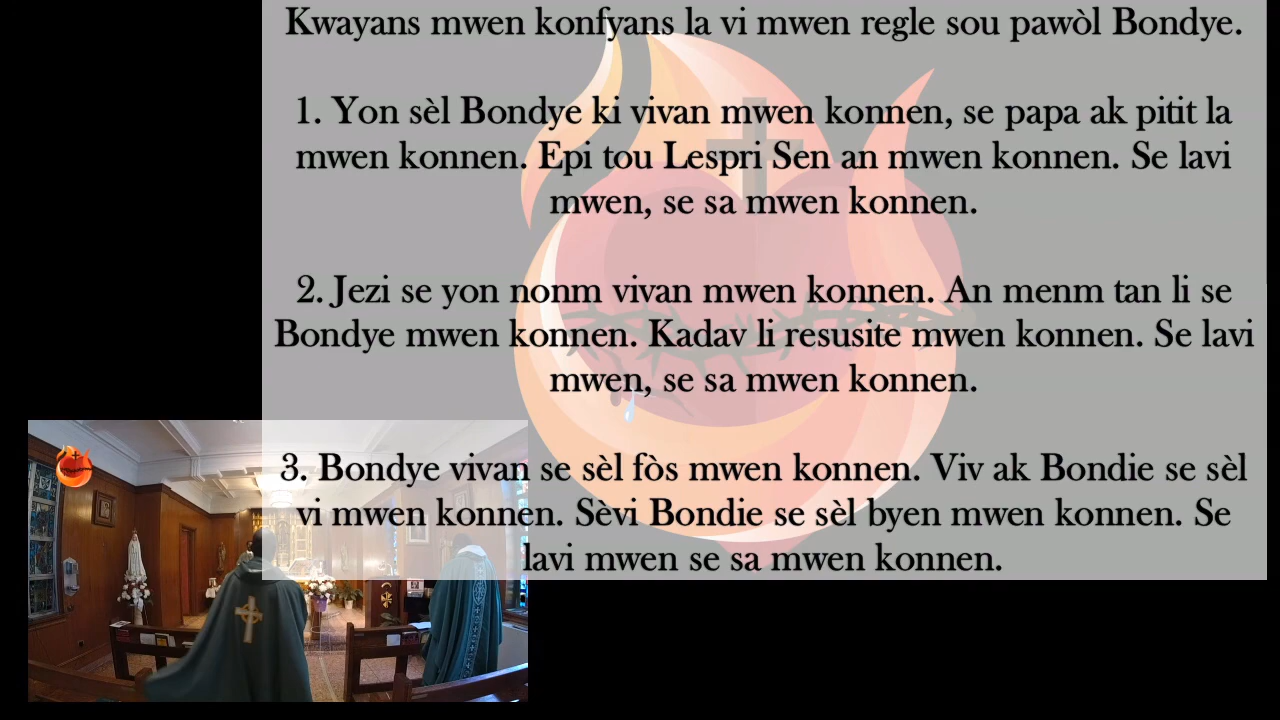 Kwayans mwen konfyans la vi mwen regle sou pawòl Bondye.
1. Yon sèl Bondye ki vivan mwen konnen, se papa ak pitit la
mwen konnen. Epi tou Lespri Sen an mwen konnen. Se lavi
mwen, se sa mwen konnen.
2. Jezi se yon nonm vivan mwen konnen. An menm tan li se
Bondye mwen konnen. Kadav li resusite mwen konnen. Se lavi
mwen, se sa mwen konnen.
3. Bondye vivan se sèl fòs mwen konnen. Viv ak Bondie se sèl
vi mwen konnen. Sèvi Bondie se sèl byen mwen konnen. Se
lavi mwen se sa mwen konnen.